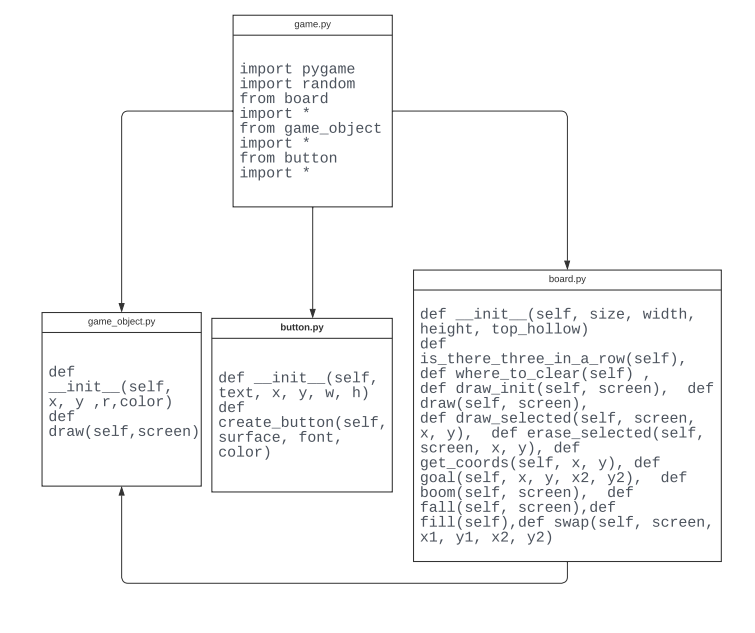 game.py
import pygame
import random
from board
import *
from game_object
import *
from button
import *
game_object.py
def
__init__(self,
x, y ,r,color)
def
draw(self,screen)
button.py
def __init__(self,
text, x, y, w, h)
def
create_button(self,
surface, font,
color)
board.py
def __init__(self, size, width,
height, top_hollow)
def
is_there_three_in_a_row(self),
def where_to_clear(self) ,
def draw_init(self, screen),  def
draw(self, screen),
def draw_selected(self, screen,
x, y),  def erase_selected(self,
screen, x, y), def
get_coords(self, x, y), def
goal(self, x, y, x2, y2),  def
boom(self, screen),  def
fall(self, screen),def
fill(self),def swap(self, screen,
x1, y1, x2, y2)